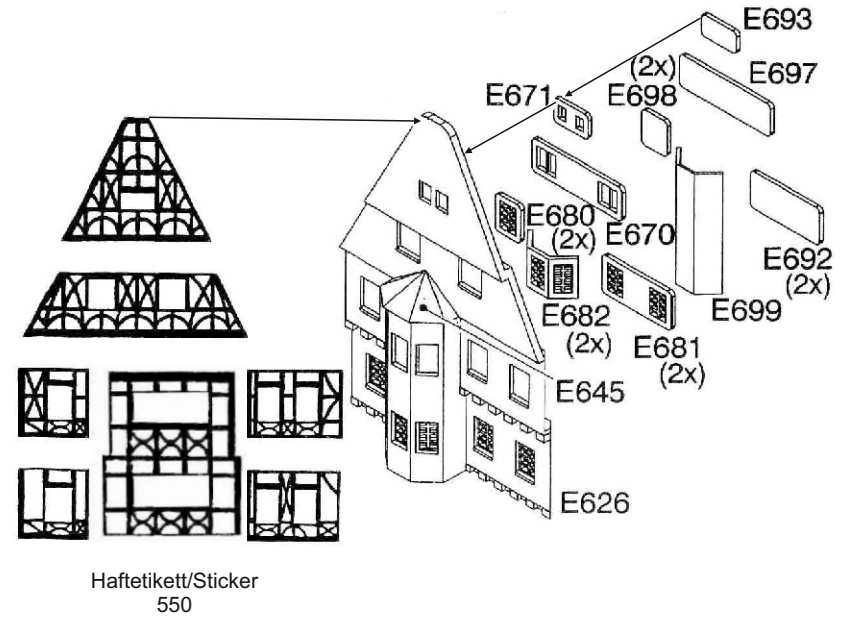 E693
(2x)
E697
E671
E698
E680
(2x)
E670
E692
(2x)
E682
(2x)
E699
E681
(2x)
E645
E626
Haftetikett/Sticker
550